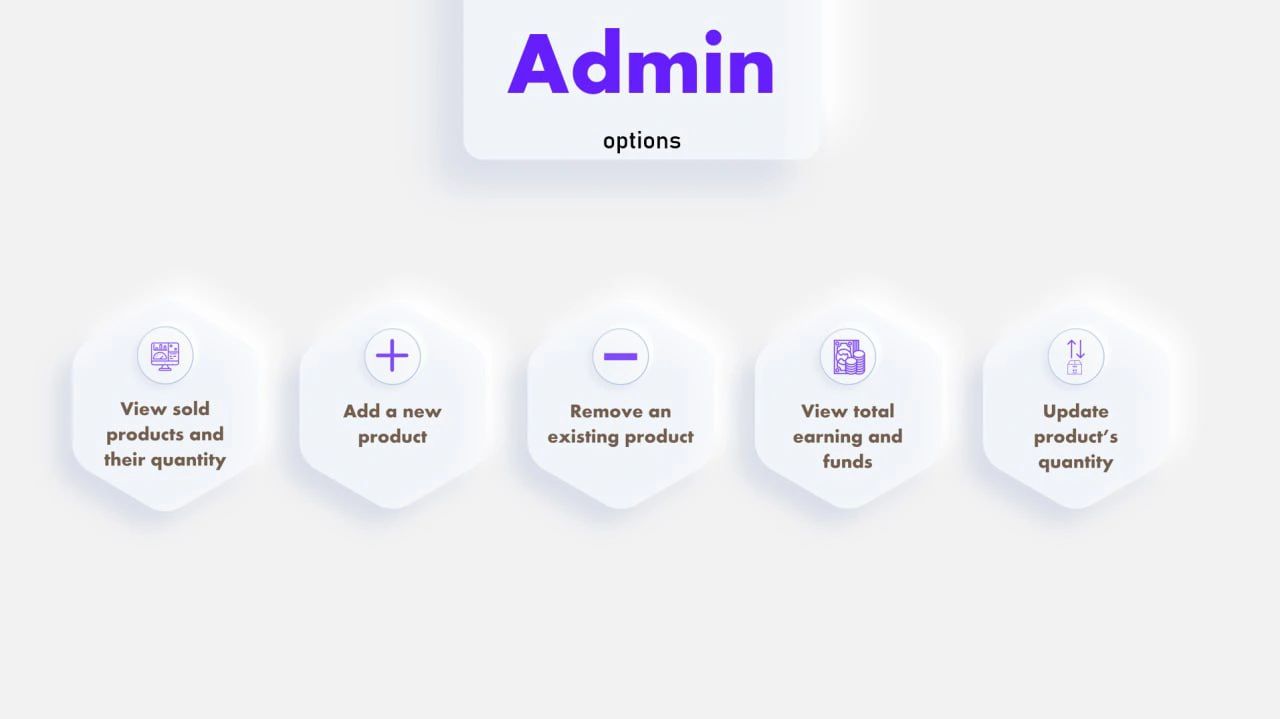 Admin
options
View sold
products and
their quantity
Add a new
product
Remove an
existing product
View total
earning and
funds
Update
product’s
quantity